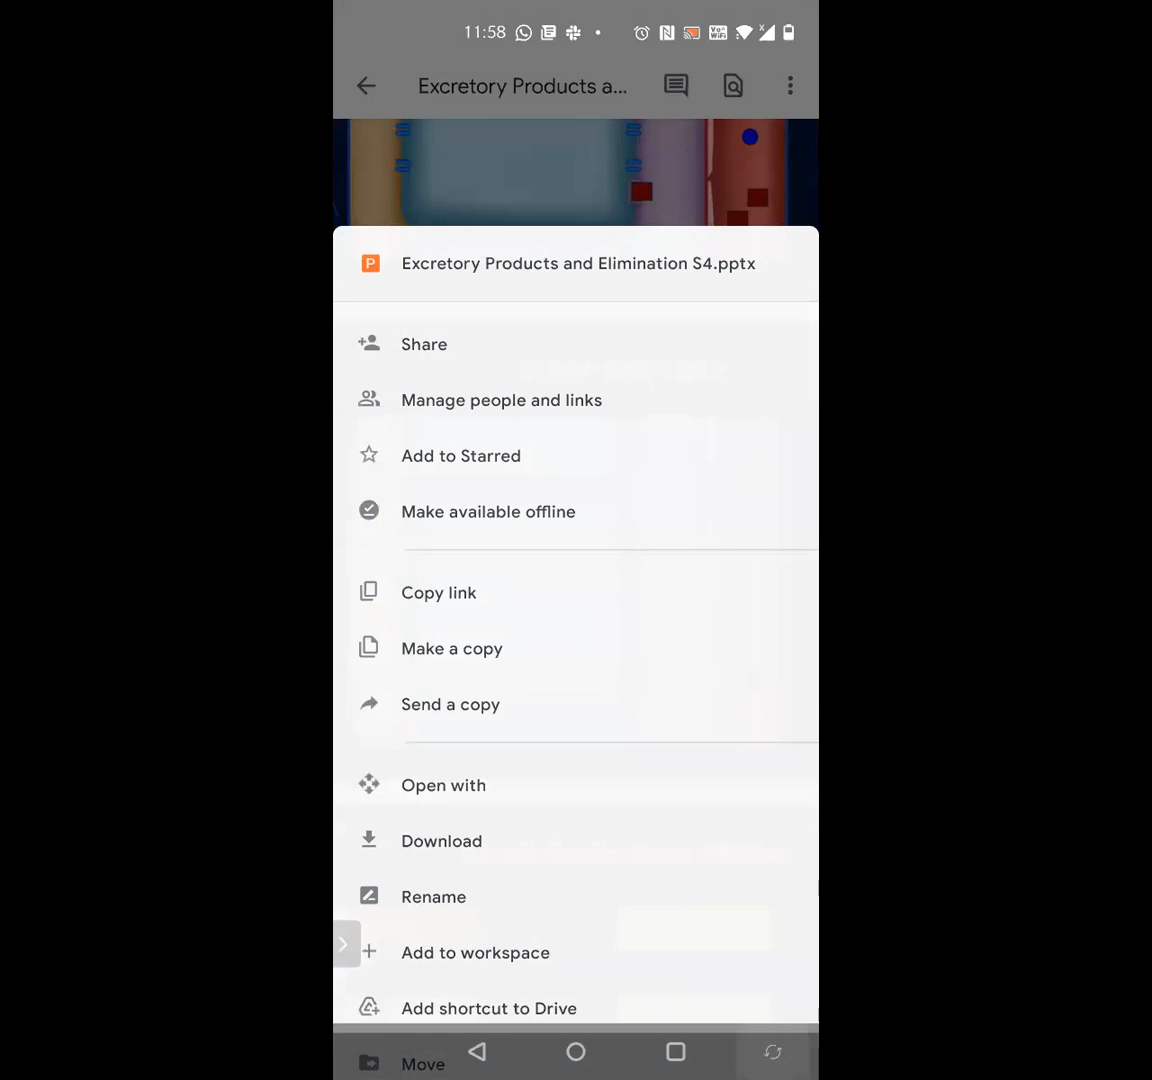 11:58
Excretory Products a...
P
Excretory Products and Elimination S4.pptx
Share
Manage people and links
Add to Starred
Make available offline
Copy link
Make a copy
Send a copy
Open with
Download
Rename
Add to workspace
Add shortcut to Drive
Move